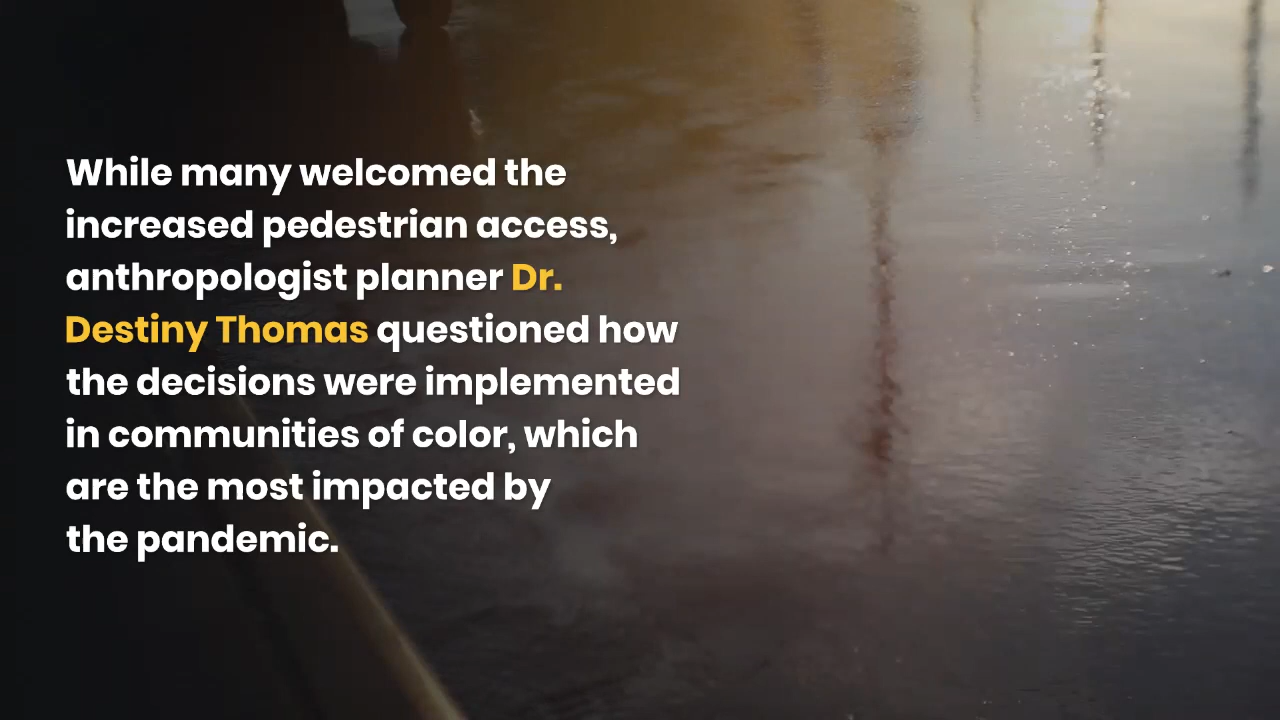 While many welcomed the
increased pedestrian access,
anthropologist planner Dr.
Destiny Thomas questioned how
the decisions were implemented
in communities of color, which
are the most impacted by
the pandemic.